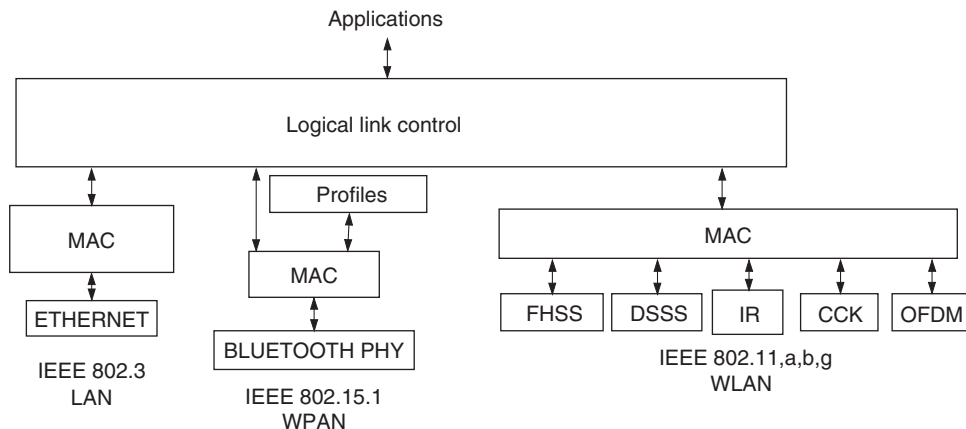 Applications
Logical link control
Profiles
MAC
MAC
MAC
ETHERNET
FHSS
DSSS
IR
CCK
OFDM
BLUETOOTH PHY
IEEE 802.3
LAN
IEEE 802.15.1
WPAN
IEEE 802.11,a,b,g
WLAN